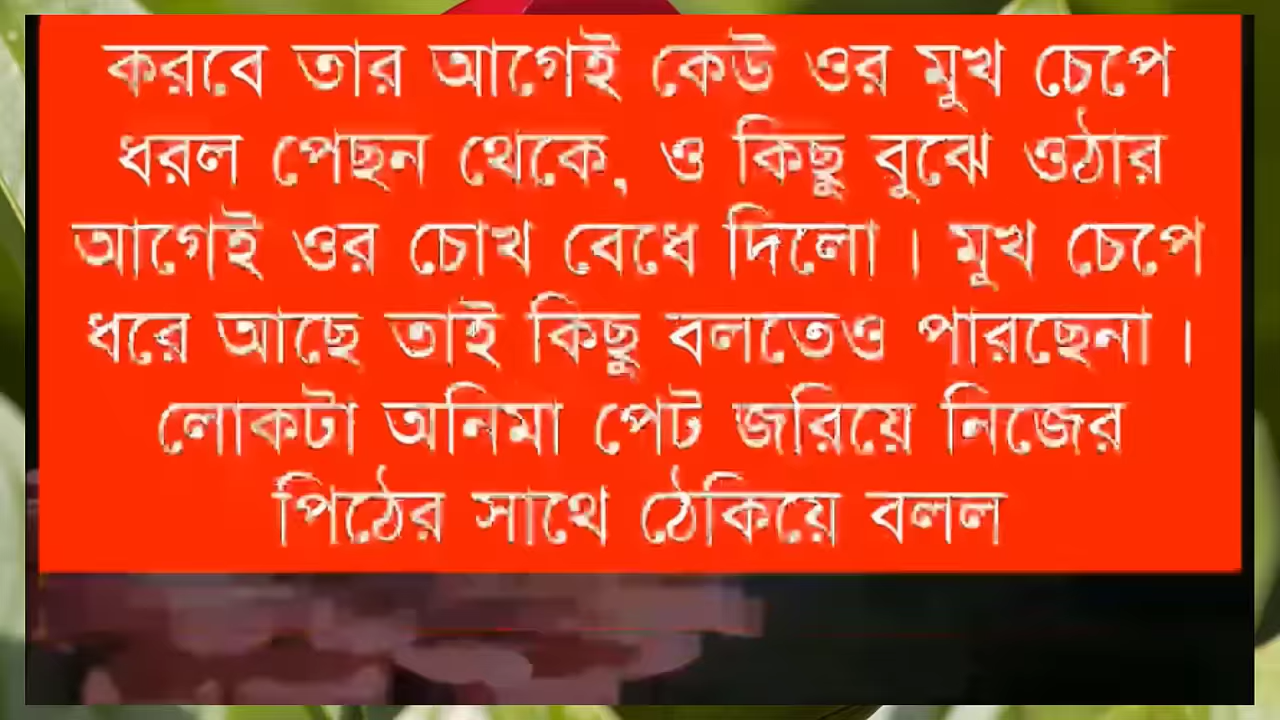 করবে তার আগেই কেউ ওর মুখ চেপে
ধরল পেছন থেকে, ও কিছু বুঝে ওঠার
আগেই ওর চোখ বেধে দিলো । মুখ চেপে
ধরে আছে তাই কিছু বলতেও পারছেনা ।
লোকটা অনিমা পেট জরিয়ে নিজের
পিঠের সাথে ঠেকিয়ে বলল